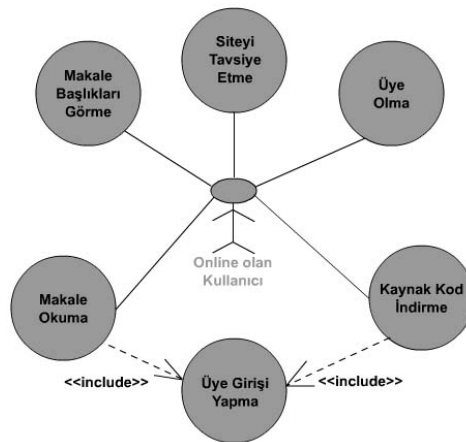 Siteyi
Tavsiye
Etme
Makale
Başlıkları
Görme
Üye
Olma
Online olan
Kullanıcı
Makale
Okuma
Kaynak Kod
İndirme
<<include>>
Üye Girişi
Yapma
<<include>>